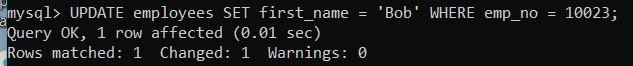 mysql> UPDATE employees SET first_name = 'Bob' WHERE emp_no = 10023;
Query OK, 1 row affected (0.01 sec)
Rows matched: 1  Changed: 1  Warnings: 0